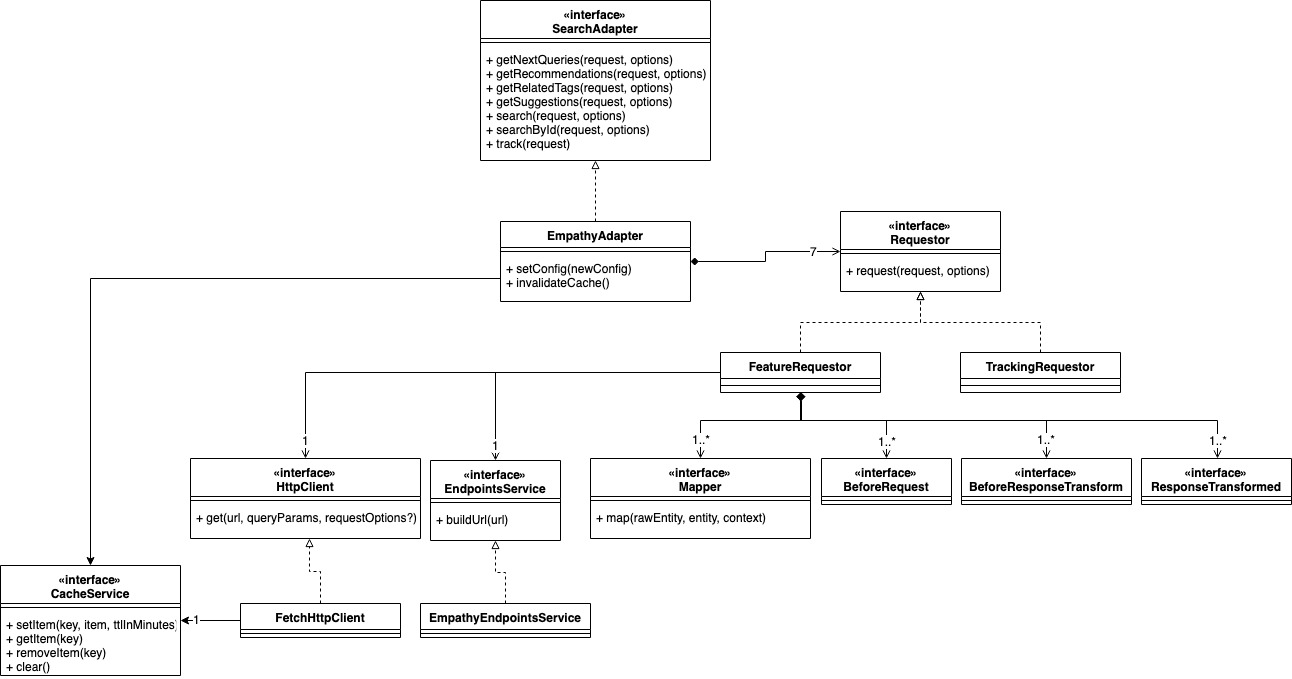 «interface»
SearchAdapter
+ getNextQueries(request, options)
+ getRecommendations(request, options)
+ getRelatedTags(request, options)
+ getSuggestions(request, options)
+ search(request, options)
+ searchById(request, options)
+ track(request)
EmpathyAdapter
+ setConfig(newConfig)
+ invalidateCache()
7
«interface»
Requestor
+ request(request, options)
FeatureRequestor
TrackingRequestor
1
1
1..*
1..*
1..*
1..*
«interface»
HttpClient
+ get(url, queryParams, requestOptions?)
«interface»
EndpointsService
+ buildUrl(url)
«interface»
Mapper
+ map(rawEntity, entity, context)
«interface»
BeforeRequest
«interface»
BeforeResponseTransform
«interface»
ResponseTransformed
«interface»
CacheService
+ setItem(key, item, ttlInMinutes)
+ getItem(key)
+ removeItem(key)
+ clear()
1
FetchHttpClient
EmpathyEndpointsService